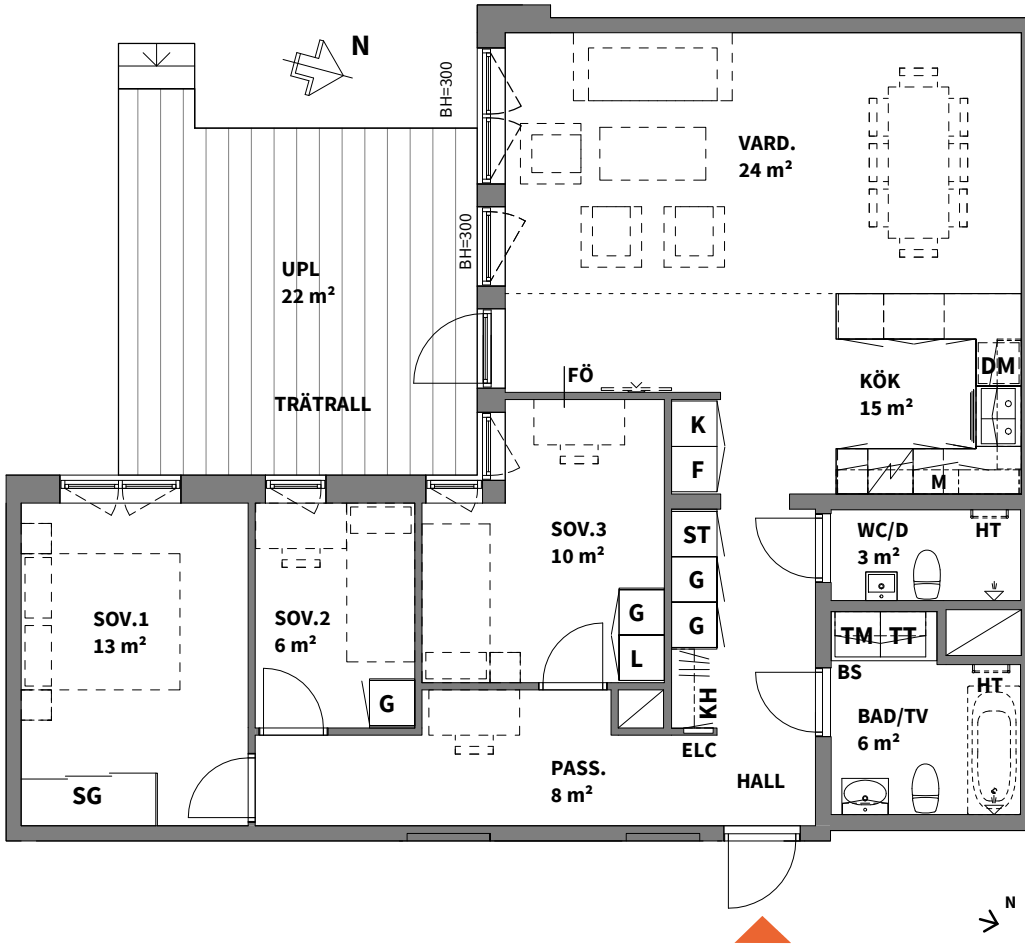 N
BH=300
VARD.
24 m²
BH=300
UPL
22 m²
TRÄTRALL
FÖ
DM
KÖK
15 m²
K
F
M
SOV.3
10 m²
ST
G
G
WC/D
3 m²
HT
SOV.1
13 m²
SOV.2
6 m²
G
L
TM
TT
G
KH
BS
HT
BAD/TV
6 m²
ELC
PASS.
8 m²
HALL
SG
N